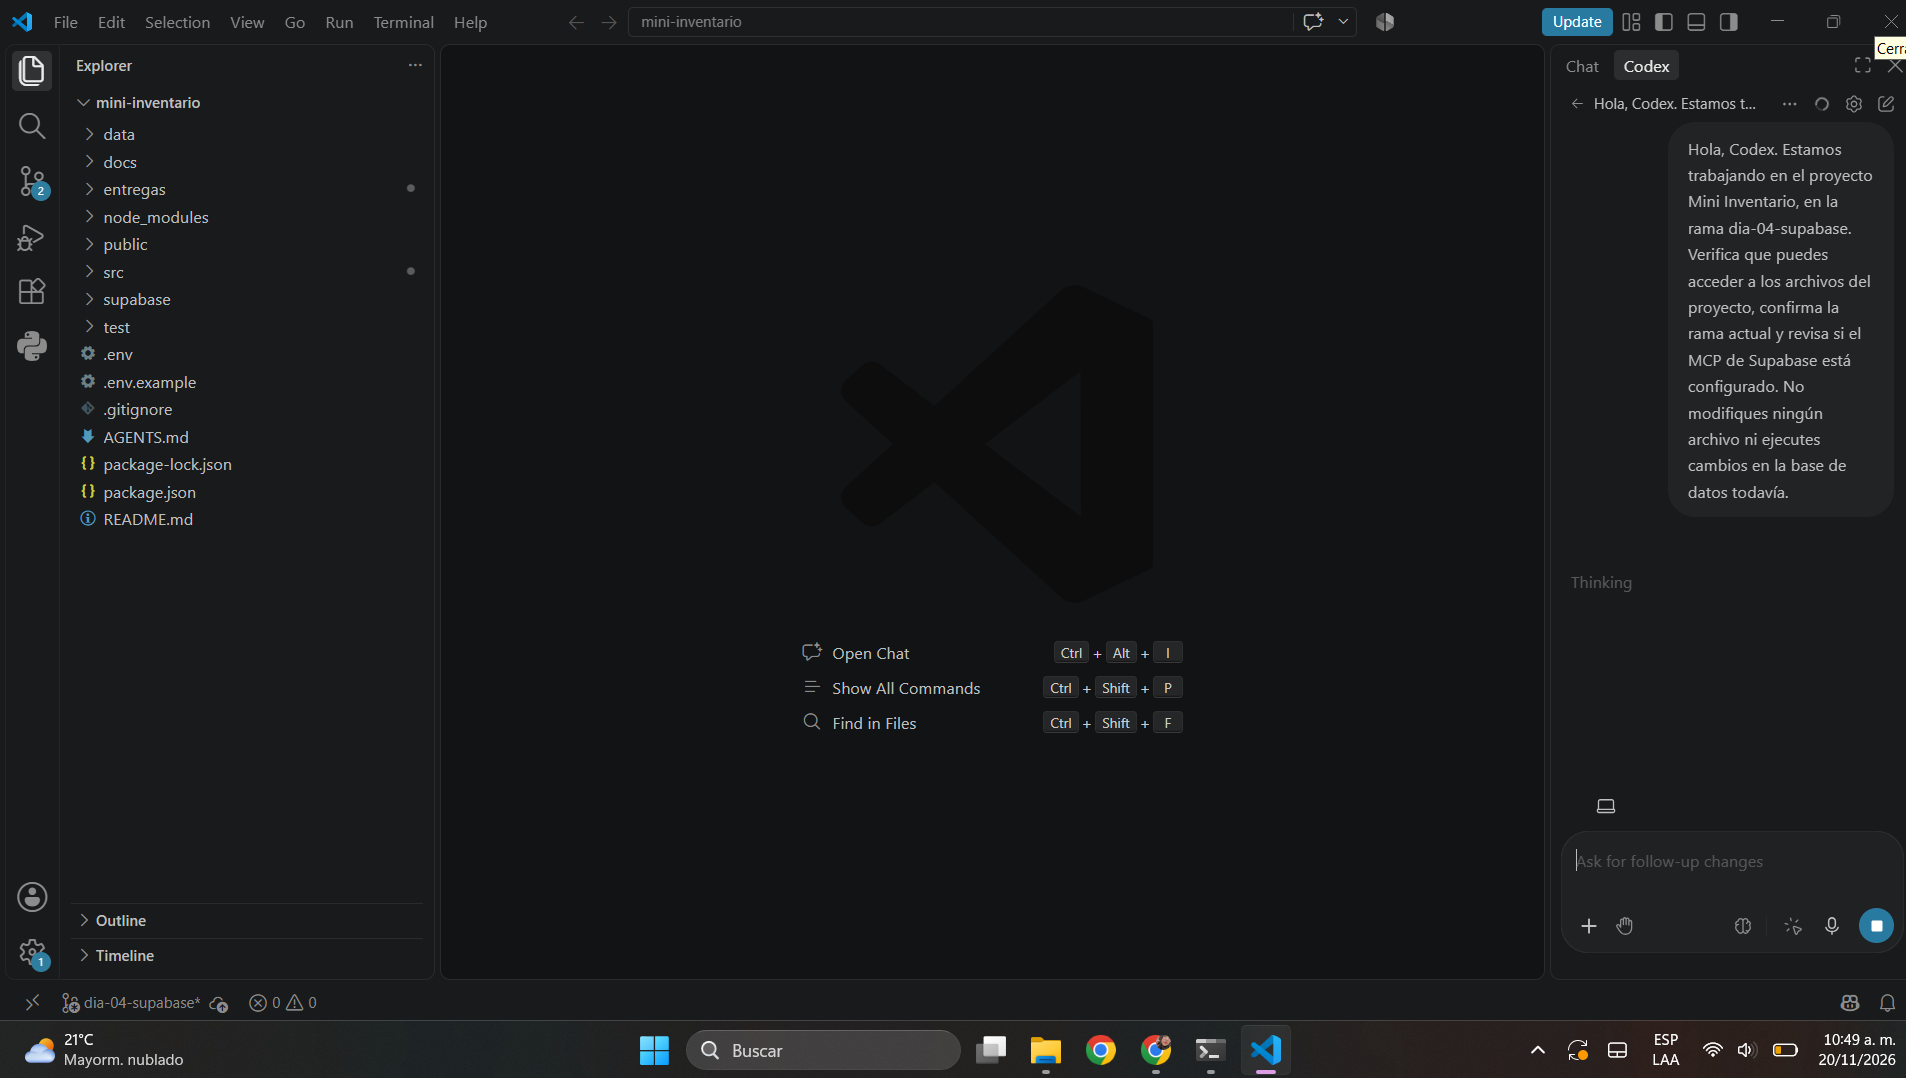 File Edit Selection View Go Run Terminal Help
mini-inventario
Update
Cerra
Explorer
mini-inventario
data
docs
entregas
node_modules
public
src
supabase
test
.env
.env.example
.gitignore
AGENTS.md
package-lock.json
package.json
README.md
Outline
Timeline
2
1
Open Chat Ctrl + Alt + I
Show All Commands Ctrl + Shift + P
Find in Files Ctrl + Shift + F
Chat Codex
Hola, Codex. Estamos t...
Hola, Codex. Estamos
trabajando en el proyecto
Mini Inventario, en la
rama dia-04-supabase.
Verifica que puedes
acceder a los archivos del
proyecto, confirma la
rama actual y revisa si el
MCP de Supabase está
configurado. No
modifiques ningún
archivo ni ejecutes
cambios en la base de
datos todavía.
Thinking
Ask for follow-up changes
dia-04-supabase* 0 0
21°C
Mayorm. nublado
Buscar
ESP
LAA
10:49 a. m.
20/11/2026